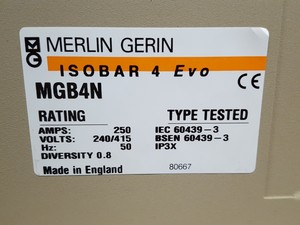 MERLIN GERIN
ISOBAR 4 Evo
MGB4N
RATING TYPE TESTED
AMPS: 250 IEC 60439-3
VOLTS: 240/415 BSEN 60439-3
Hz: 50 IP3X
DIVERSITY 0.8
Made in England 80667